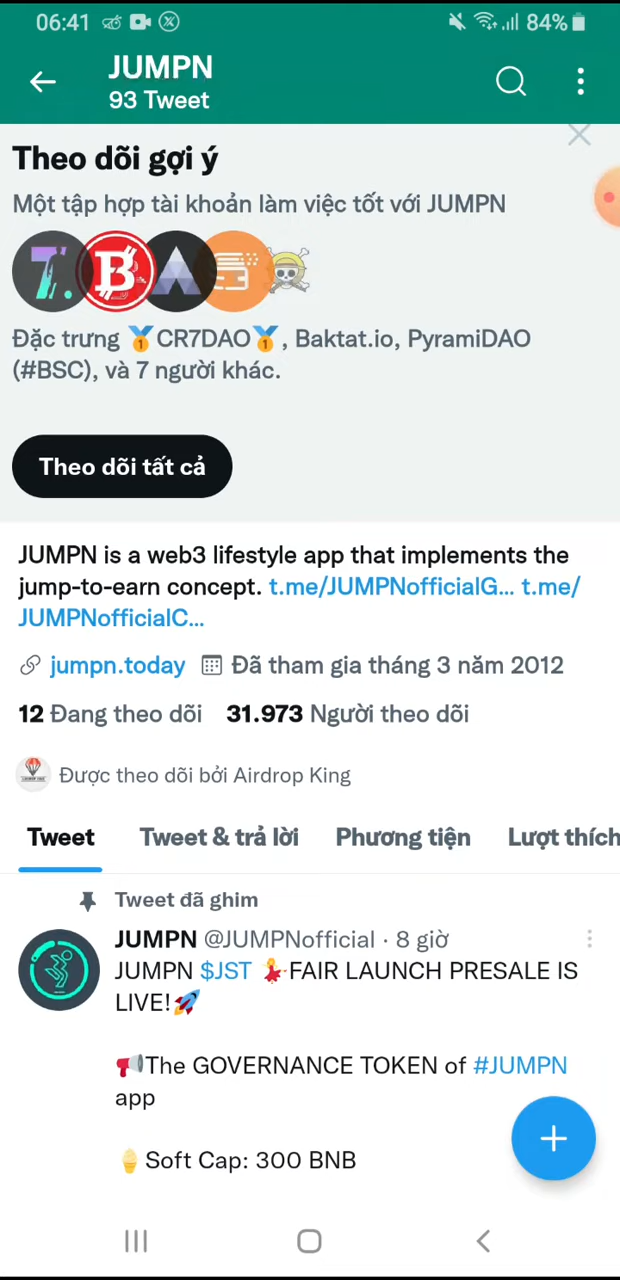 06:41
84%
JUMPN
93 Tweet
Theo dõi gợi ý
Một tập hợp tài khoản làm việc tốt với JUMPN
Đặc trưng 🥇CR7DAO🥇, Baktat.io, PyramiDAO
(#BSC), và 7 người khác.
Theo dõi tất cả
JUMPN is a web3 lifestyle app that implements the
jump-to-earn concept. t.me/JUMPNofficialG... t.me/
JUMPNofficialC...
jumpn.today Đã tham gia tháng 3 năm 2012
12 Đang theo dõi 31.973 Người theo dõi
Được theo dõi bởi Airdrop King
Tweet Tweet & trả lời Phương tiện Lượt thích
Tweet đã ghim
JUMPN @JUMPNofficial · 8 giờ
JUMPN $JST 💃FAIR LAUNCH PRESALE IS
LIVE!🚀
📢The GOVERNANCE TOKEN of #JUMPN
app
🍦Soft Cap: 300 BNB